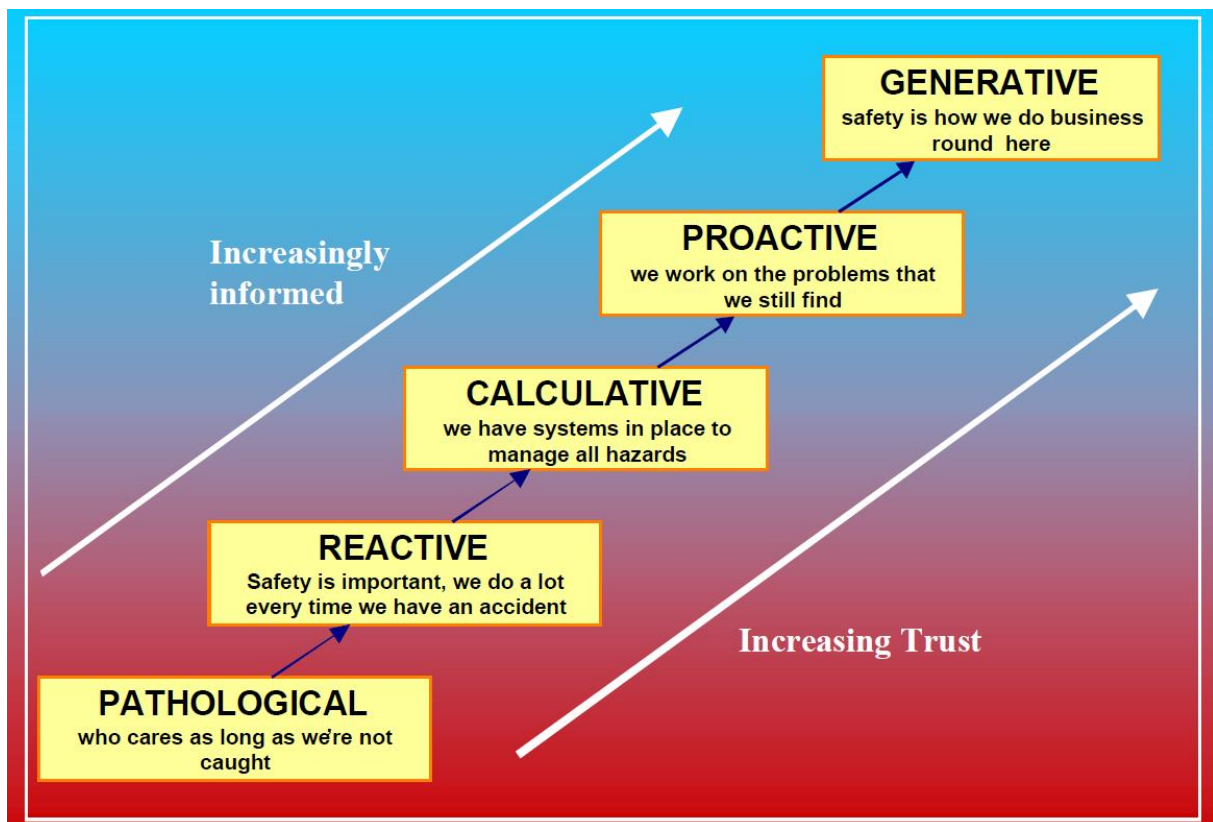 GENERATIVE
safety is how we do business
round here
PROACTIVE
we work on the problems that
we still find
Increasingly
informed
CALCULATIVE
we have systems in place to
manage all hazards
REACTIVE
Safety is important, we do a lot
every time we have an accident
Increasing Trust
PATHOLOGICAL
who cares as long as we're not
caught